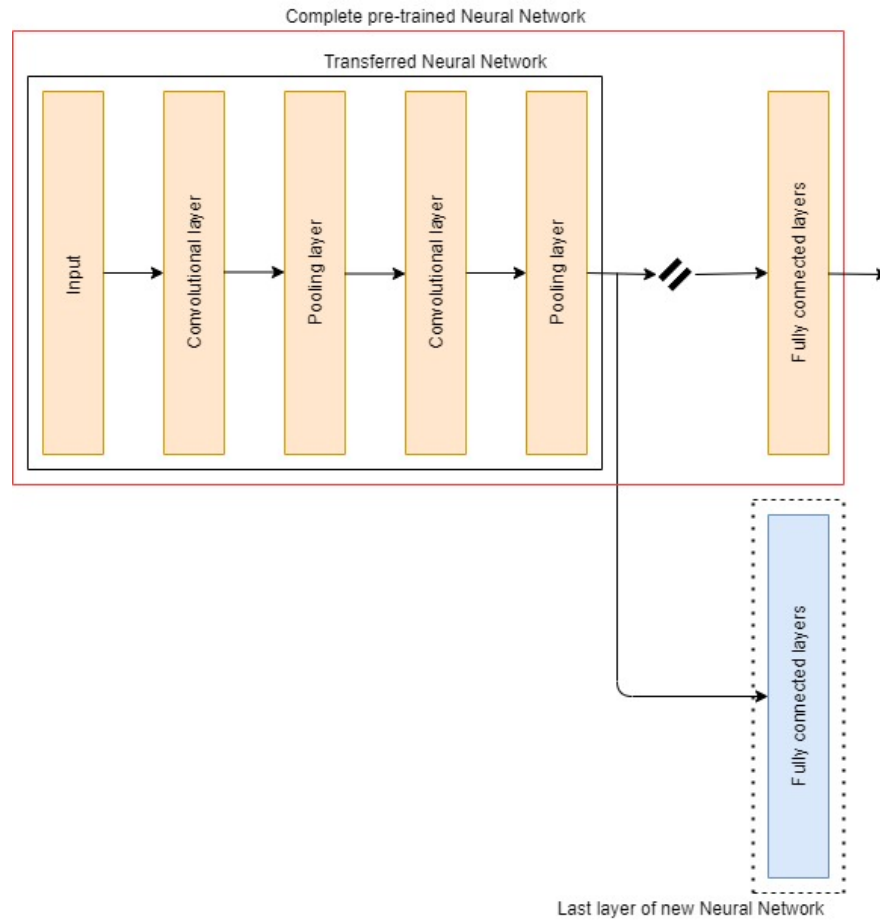 Complete pre-trained Neural Network
Transferred Neural Network
Input
Convolutional layer
Pooling layer
Convolutional layer
Pooling layer
Fully connected layers
Fully connected layers
Last layer of new Neural Network